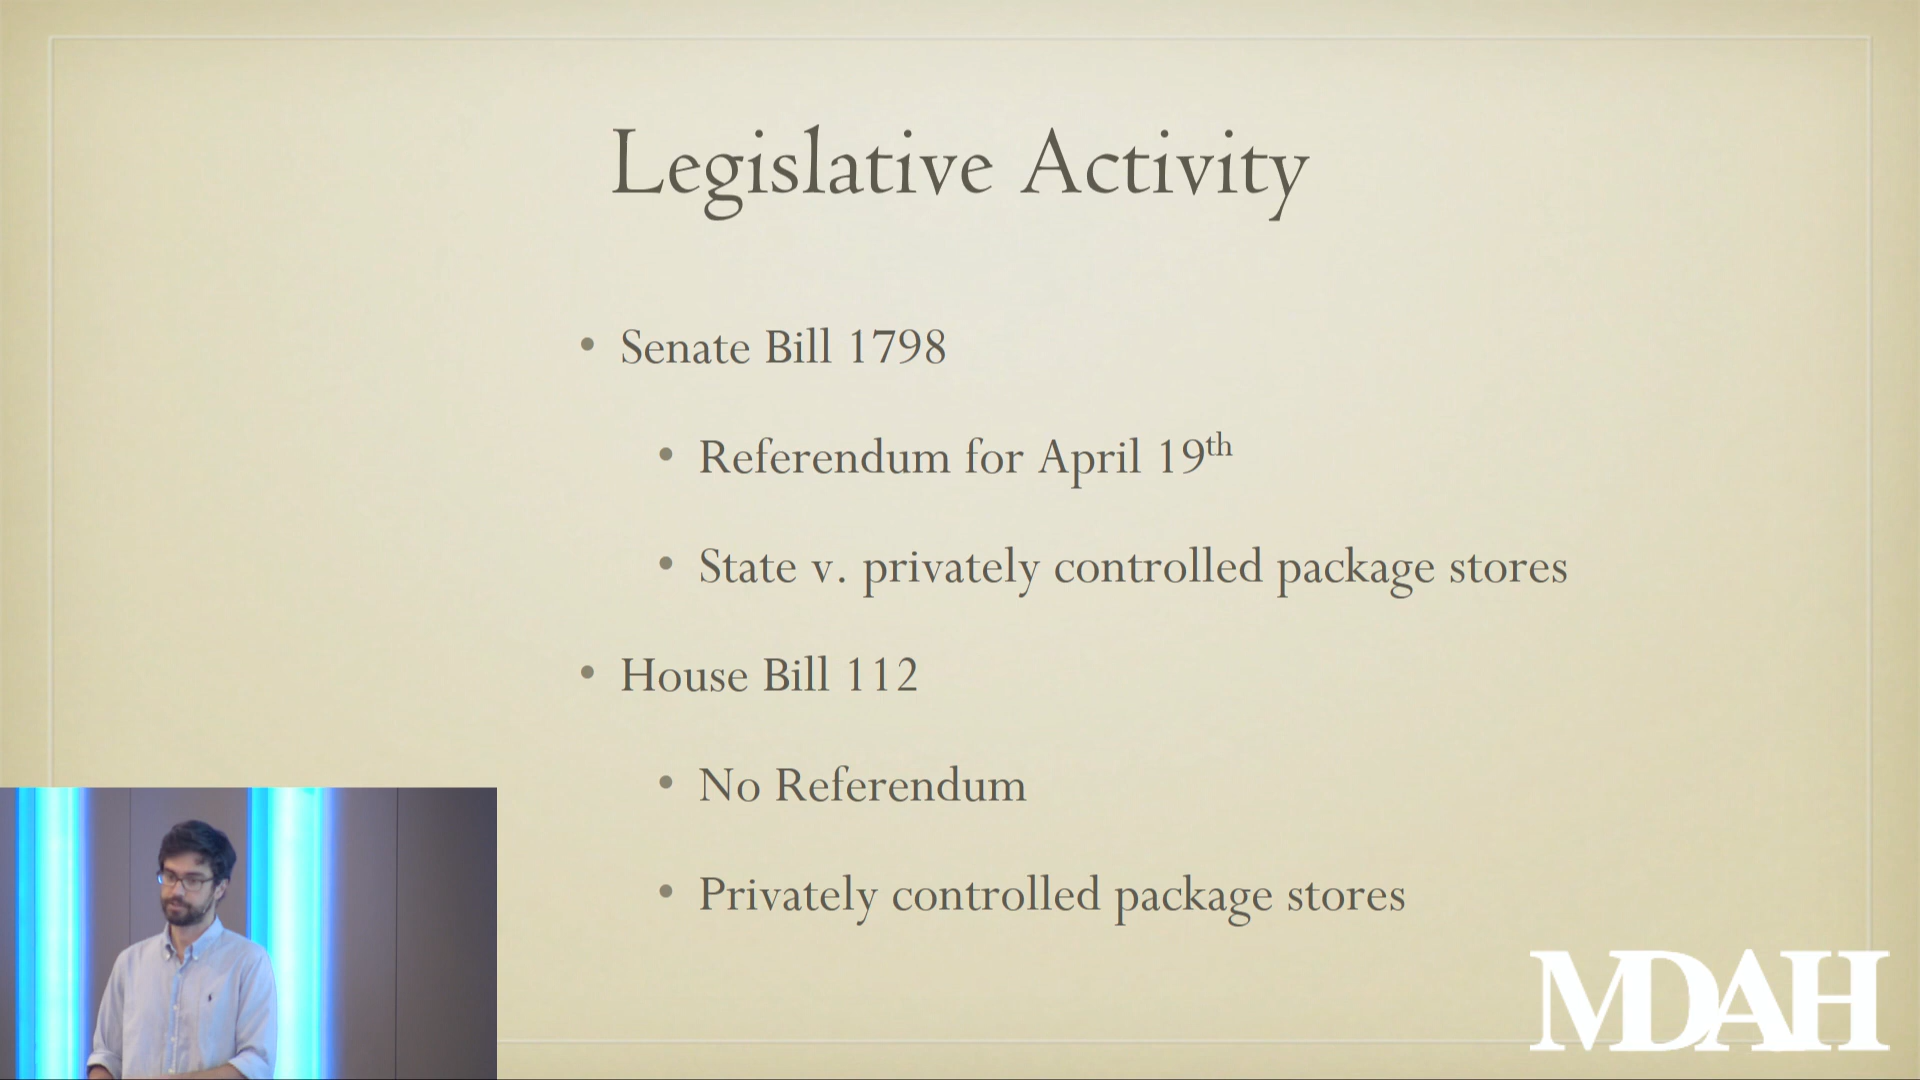 Legislative Activity
• Senate Bill 1798
• Referendum for April 19th
• State v. privately controlled package stores
• House Bill 112
• No Referendum
• Privately controlled package stores
MDAH